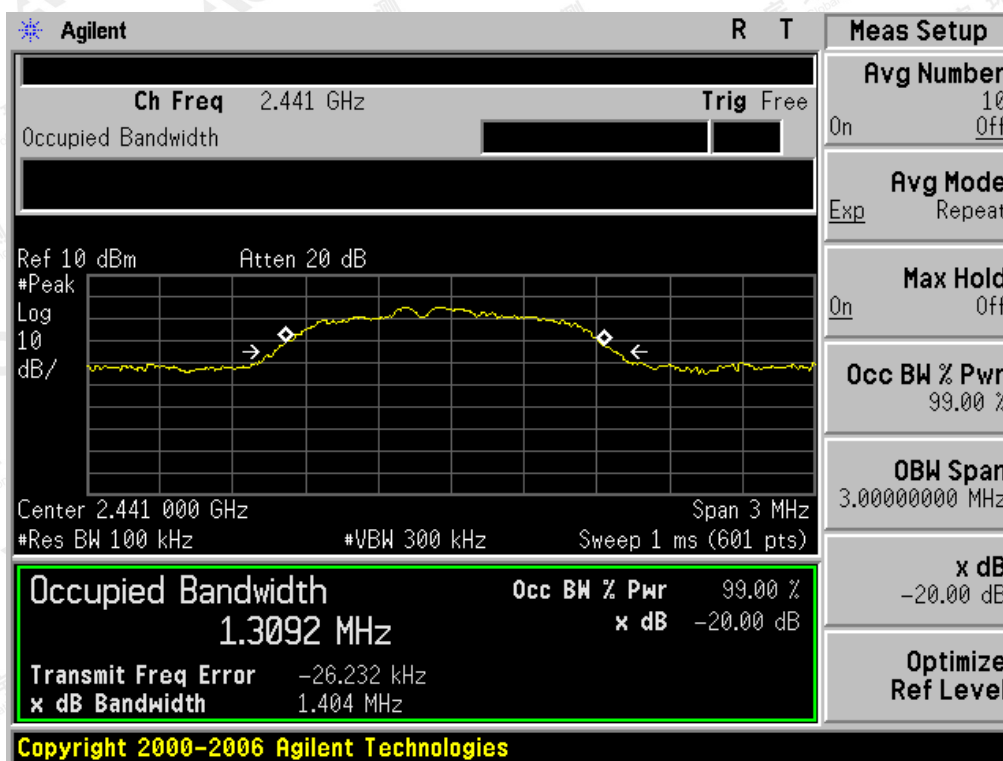 Agilent R T
Ch Freq 2.441 GHz Trig Free
Occupied Bandwidth
Ref 10 dBm Atten 20 dB
#Peak
Log
10
dB/
Center 2.441 000 GHz Span 3 MHz
#Res BW 100 kHz #VBW 300 kHz Sweep 1 ms (601 pts)
Occupied Bandwidth Occ BW % Pwr 99.00 %
1.3092 MHz x dB -20.00 dB
Transmit Freq Error -26.232 kHz
x dB Bandwidth 1.404 MHz
Copyright 2000-2006 Agilent Technologies
Meas Setup
Avg Number
10
On Off
Avg Mode
Exp Repeat
Max Hold
On Off
Occ BW % Pwr
99.00 %
OBW Span
3.00000000 MHz
x dB
-20.00 dB
Optimize
Ref Level